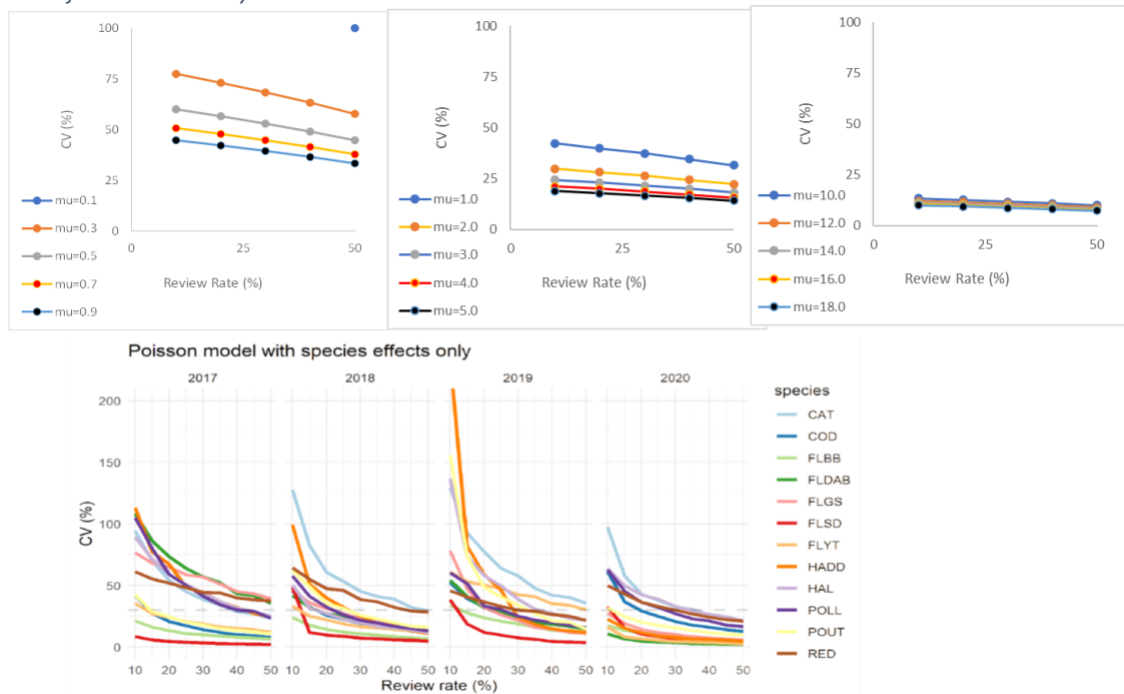 100
75
50
25
0
0
25
50
CV (%)
Review Rate (%)
mu=0.1
mu=0.3
mu=0.5
mu=0.7
mu=0.9
100
75
50
25
0
0
25
50
CV (%)
Review Rate (%)
mu=1.0
mu=2.0
mu=3.0
mu=4.0
mu=5.0
100
75
50
25
0
0
25
50
CV (%)
Review Rate (%)
mu=10.0
mu=12.0
mu=14.0
mu=16.0
mu=18.0
Poisson model with species effects only
2017 2018 2019 2020
200
150
100
50
0
CV (%)
10 20 30 40 50 10 20 30 40 50 10 20 30 40 50 10 20 30 40 50
Review rate (%)
species
CAT
COD
FLBB
FLDAB
FLGS
FLSD
FLYT
HADD
HAL
POLL
POUT
RED